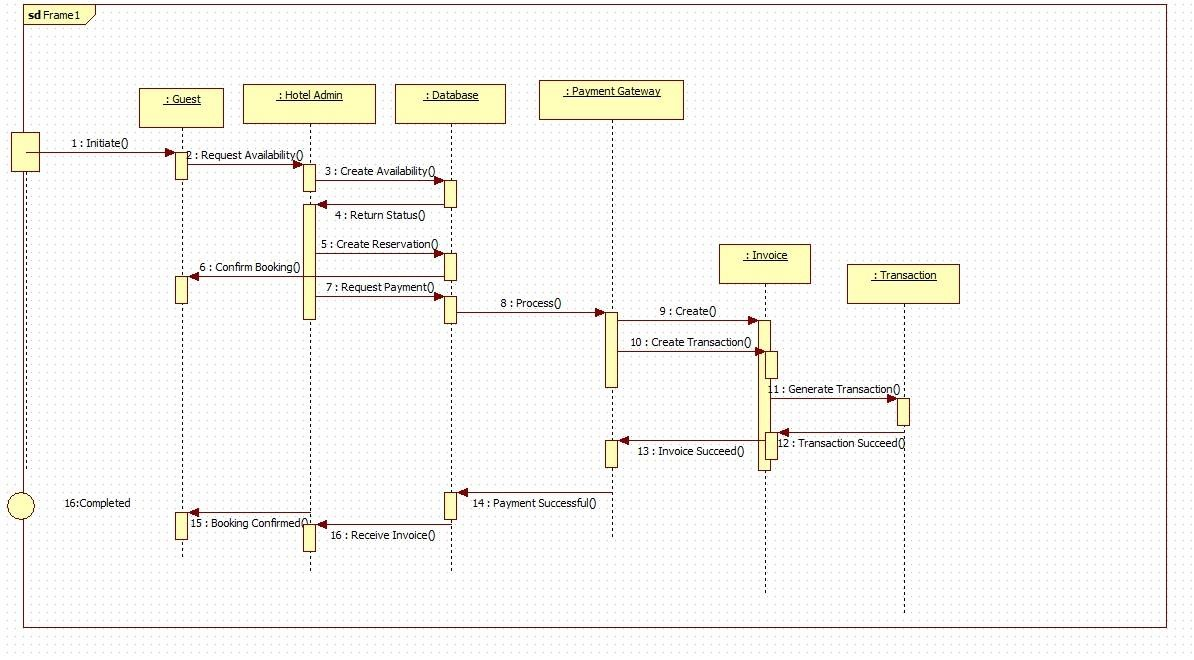 sd Frame1
: Payment Gateway
: Guest
: Hotel Admin
: Database
1 : Initiate()
2 : Request Availability()
3 : Create Availability()
4 : Return Status()
5 : Create Reservation()
: Invoice
6 : Confirm Booking()
: Transaction
7 : Request Payment()
8 : Process()
9 : Create()
10 : Create Transaction()
11 : Generate Transaction()
12 : Transaction Succeed()
13 : Invoice Succeed()
16:Completed
14 : Payment Successful()
15 : Booking Confirmed()
16 : Receive Invoice()